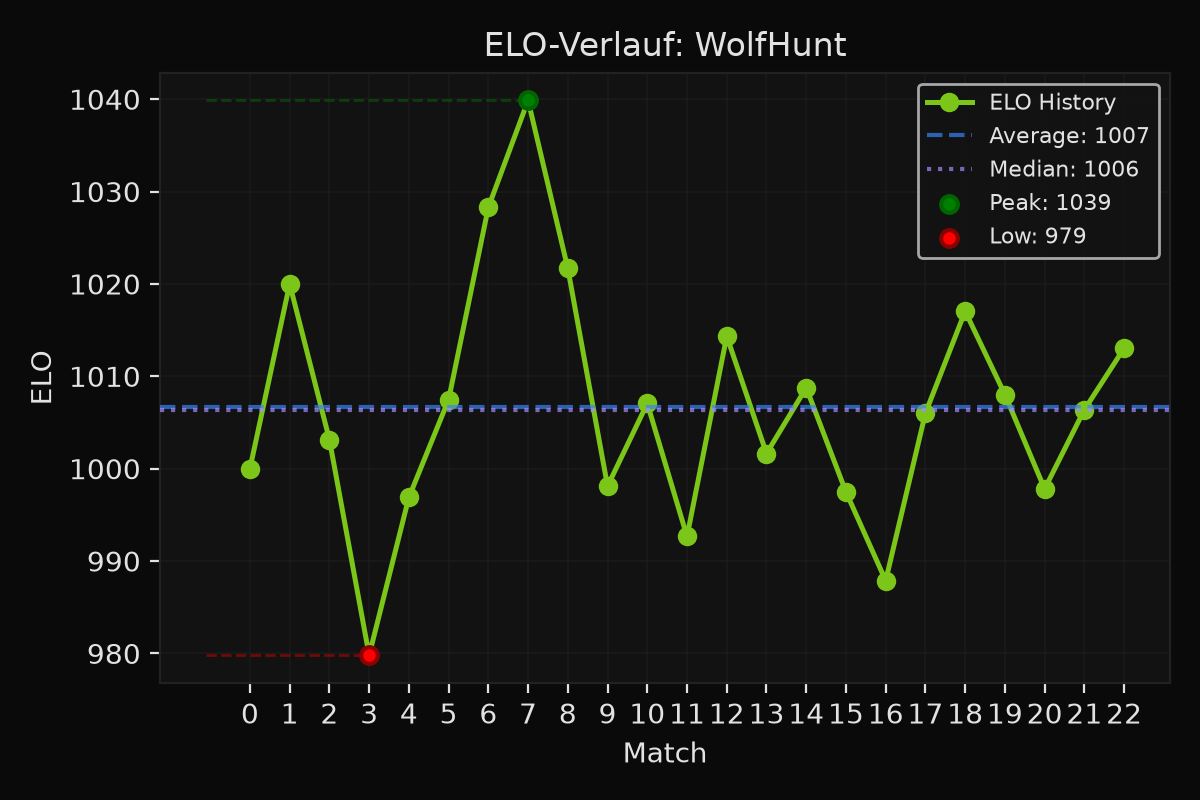 ELO-Verlauf: WolfHunt
ELO History
Average: 1007
Median: 1006
Peak: 1039
Low: 979
1040
1030
1020
1010
1000
990
980
ELO
0 1 2 3 4 5 6 7 8 9 10 11 12 13 14 15 16 17 18 19 20 21 22
Match